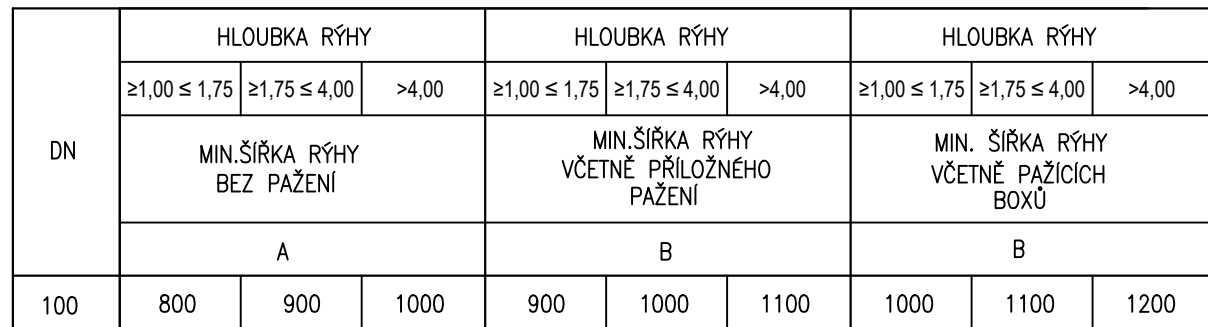 HLOUBKA RÝHY HLOUBKA RÝHY HLOUBKA RÝHY
≥1,00 ≤ 1,75 ≥1,75 ≤ 4,00 >4,00 ≥1,00 ≤ 1,75 ≥1,75 ≤ 4,00 >4,00 ≥1,00 ≤ 1,75 ≥1,75 ≤ 4,00 >4,00
DN
MIN.ŠÍŘKA RÝHY
BEZ PAŽENÍ
MIN.ŠÍŘKA RÝHY
VČETNĚ PŘÍLOŽNÉHO
PAŽENÍ
MIN. ŠÍŘKA RÝHY
VČETNĚ PAŽÍCÍCH
BOXŮ
A B B
100 800 900 1000 900 1000 1100 1000 1100 1200